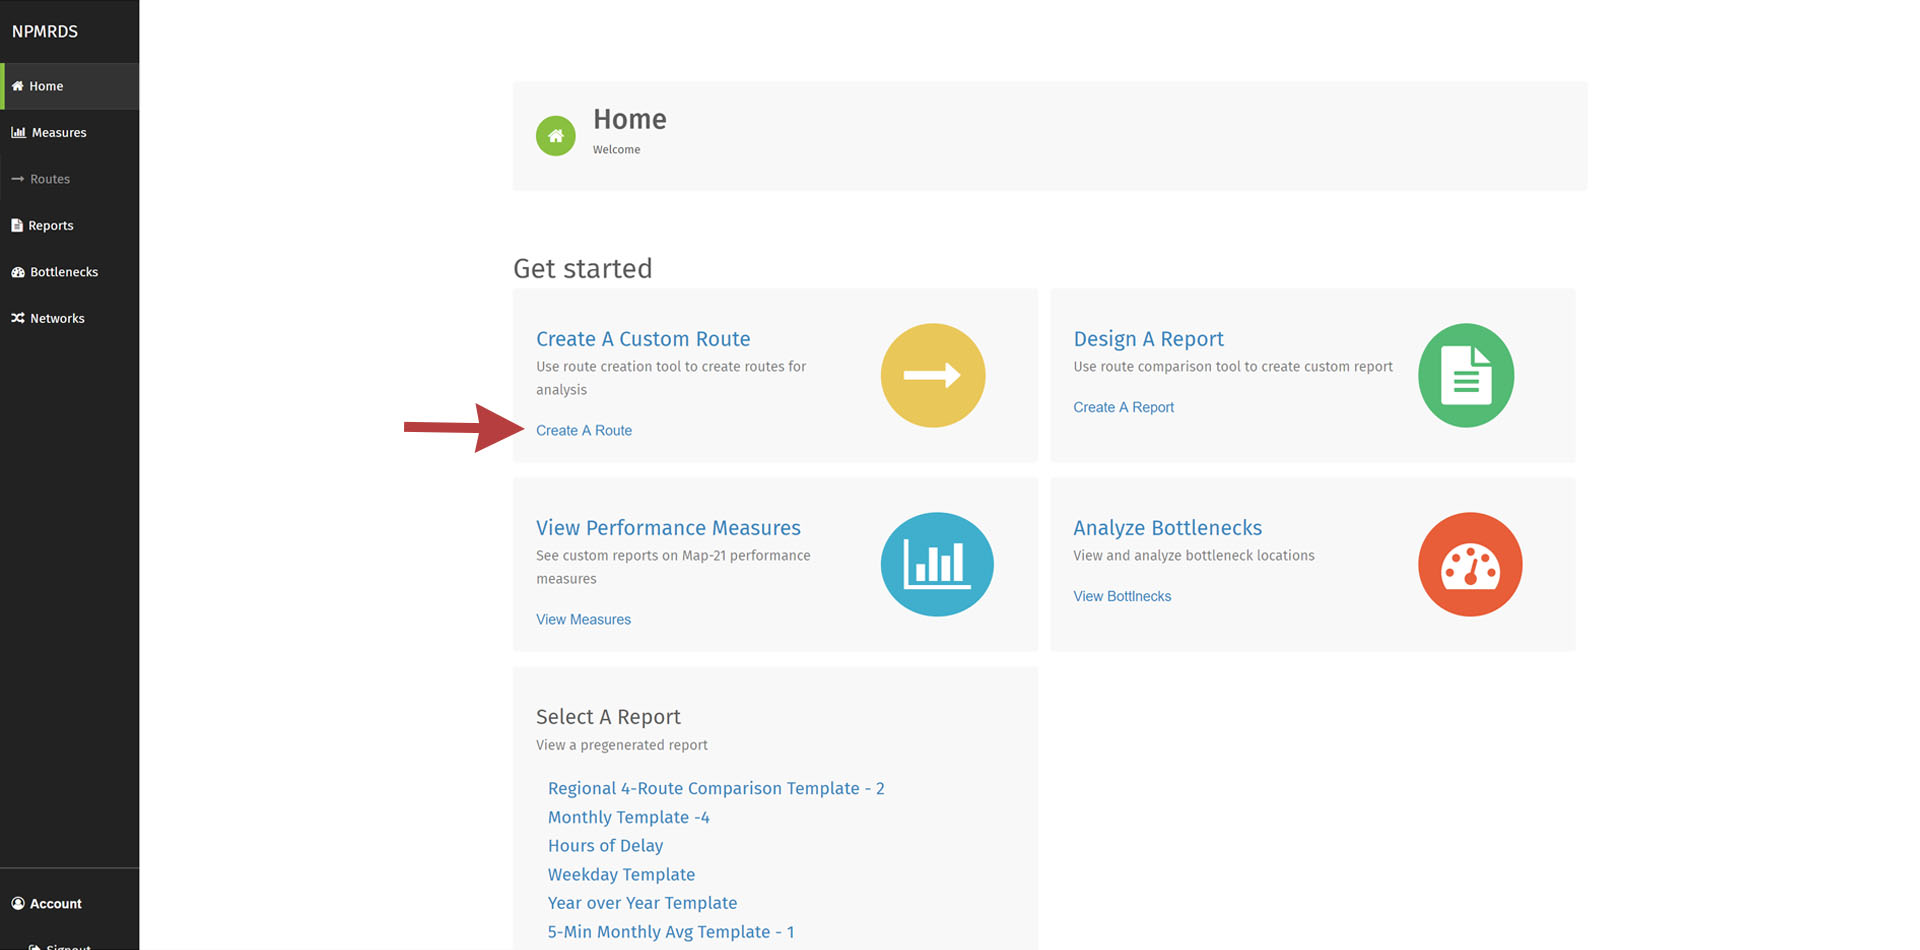 NPMRDS
Home
Measures
Routes
Reports
Bottlenecks
Networks
Account
Signout
Home
Welcome
Get started
Create A Custom Route
Use route creation tool to create routes for
analysis
Create A Route
Design A Report
Use route comparison tool to create custom report
Create A Report
View Performance Measures
See custom reports on Map-21 performance
measures
View Measures
Analyze Bottlenecks
View and analyze bottleneck locations
View Bottlnecks
Select A Report
View a pregenerated report
Regional 4-Route Comparison Template - 2
Monthly Template -4
Hours of Delay
Weekday Template
Year over Year Template
5-Min Monthly Avg Template - 1